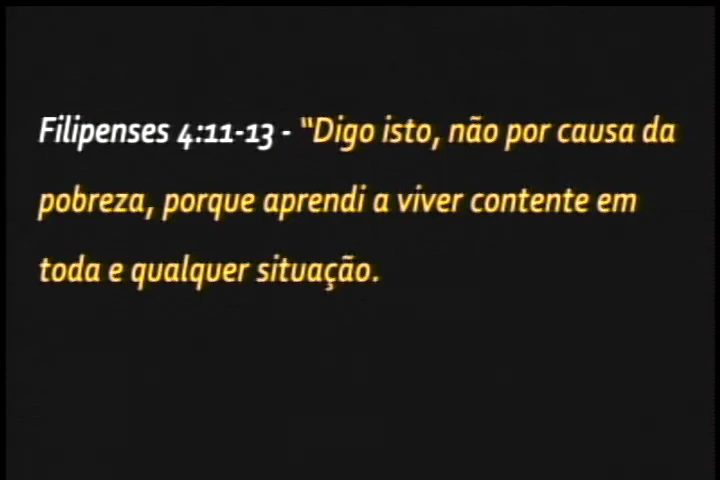 Filipenses 4:11-13 - “Digo isto, não por causa da
pobreza, porque aprendi a viver contente em
toda e qualquer situação.